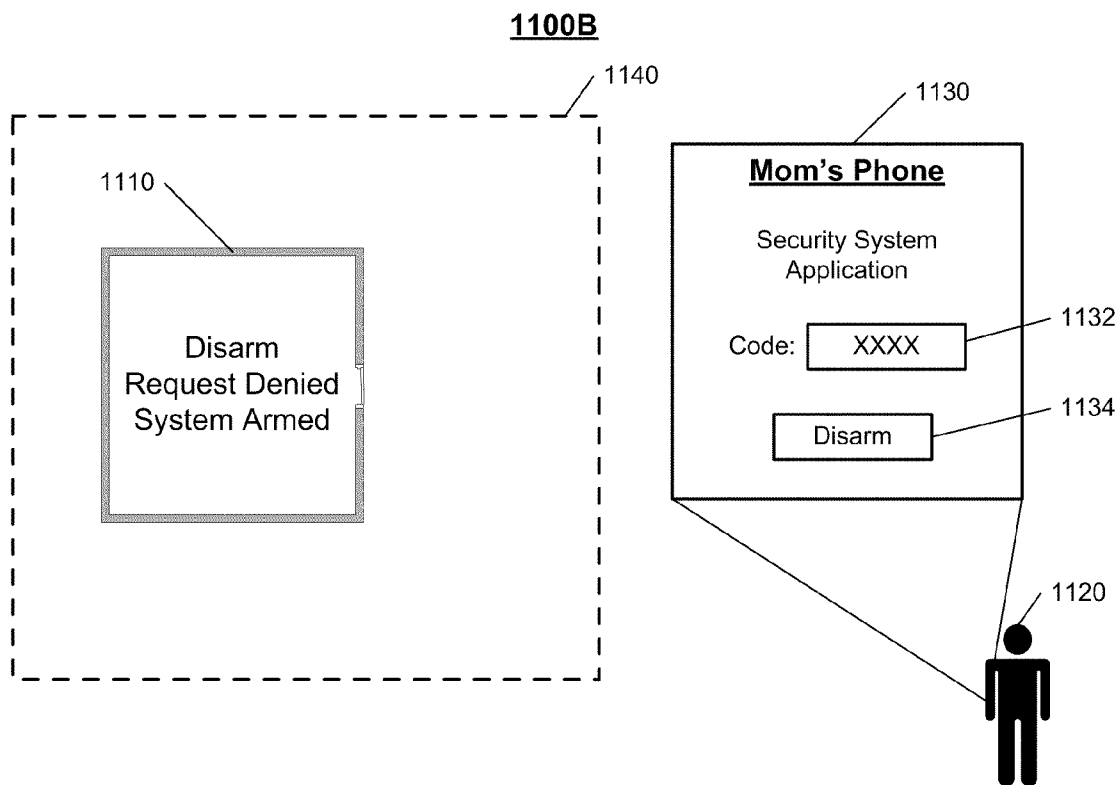 1100B
1140
1130
1110
Mom's Phone
Security System
Application
1132
Code: XXXX
1134
Disarm
Disarm
Request Denied
System Armed
1120